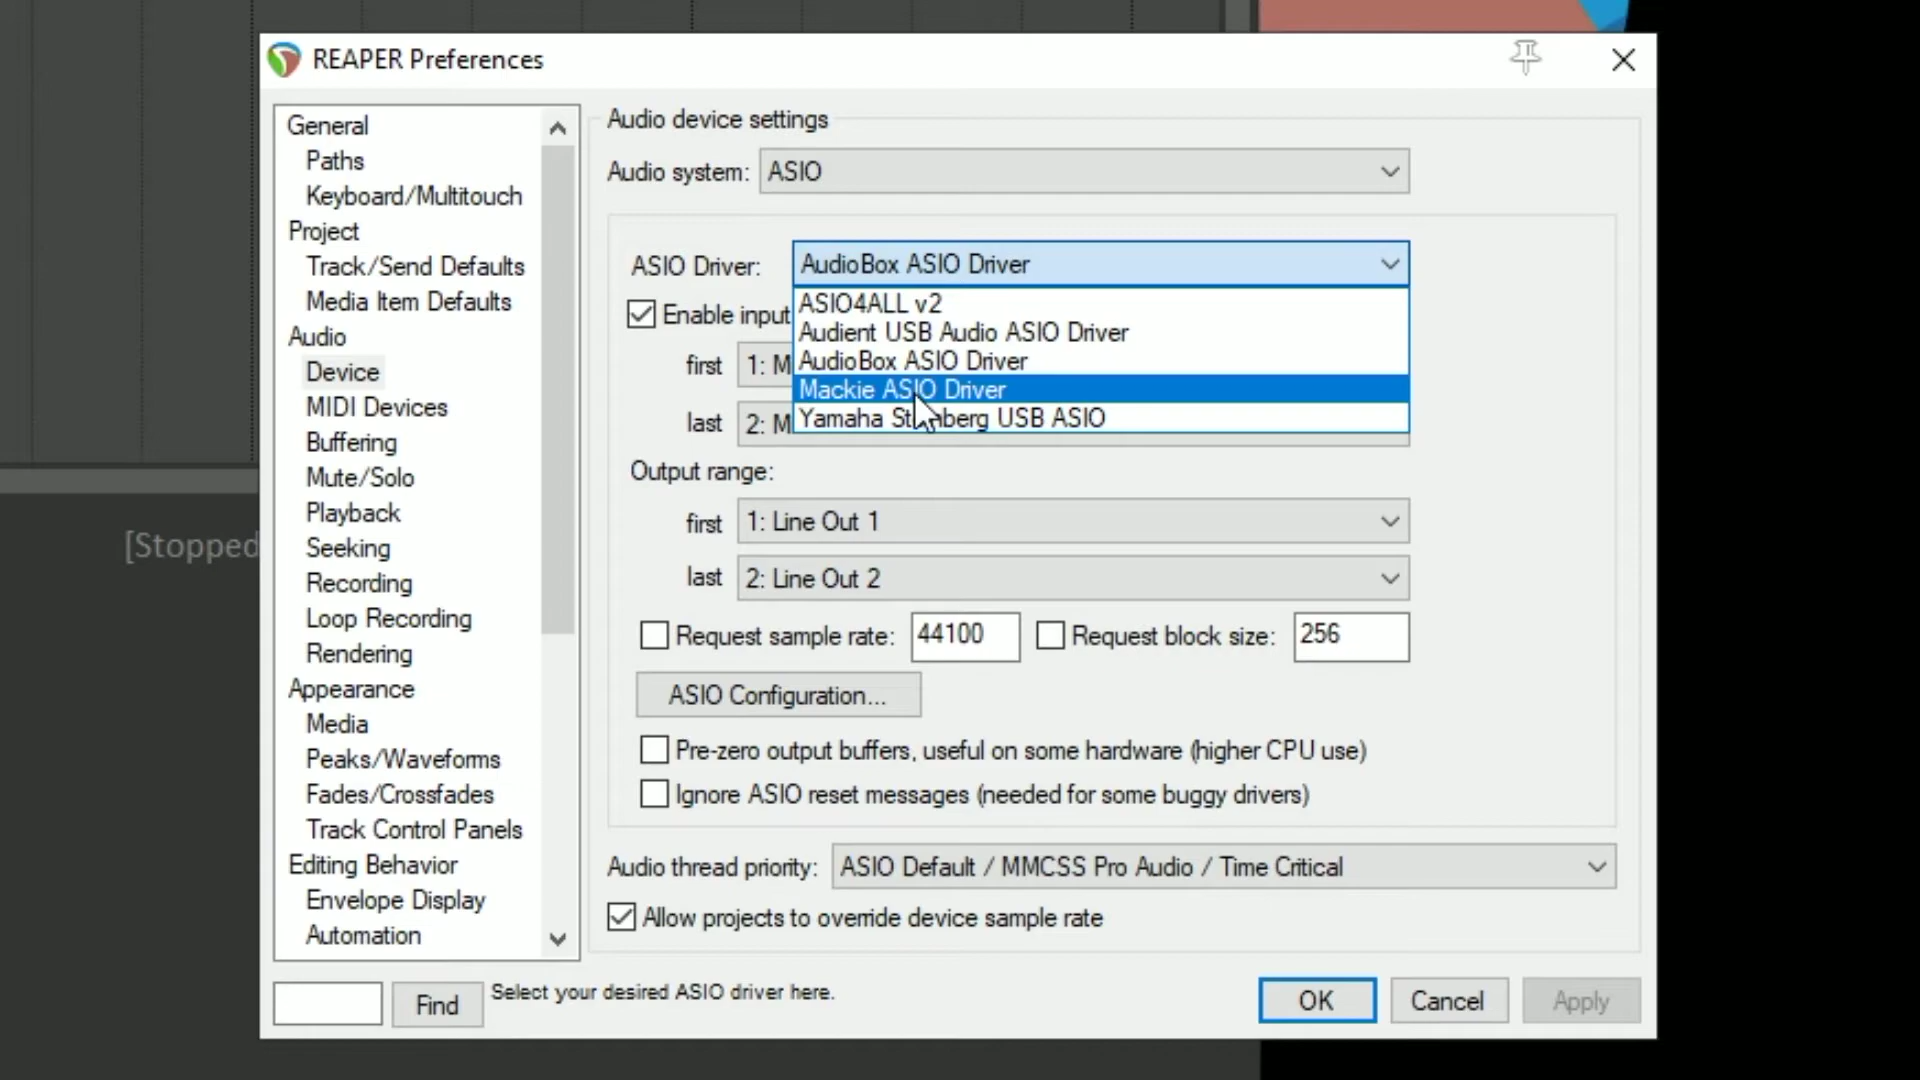 REAPER Preferences
General
Paths
Keyboard/Multitouch
Project
Track/Send Defaults
Media Item Defaults
Audio
Device
MIDI Devices
Buffering
Mute/Solo
Playback
Seeking
Recording
Loop Recording
Rendering
Appearance
Media
Peaks/Waveforms
Fades/Crossfades
Track Control Panels
Editing Behavior
Envelope Display
Automation
Audio device settings
Audio system: ASIO
ASIO Driver: AudioBox ASIO Driver
ASIO4ALL v2
Audient USB Audio ASIO Driver
AudioBox ASIO Driver
Mackie ASIO Driver
Yamaha Steinberg USB ASIO
Enable input
first 1: M
last 2: M
Output range:
first 1: Line Out 1
last 2: Line Out 2
Request sample rate: 44100 Request block size: 256
ASIO Configuration...
Pre-zero output buffers, useful on some hardware (higher CPU use)
Ignore ASIO reset messages (needed for some buggy drivers)
Audio thread priority: ASIO Default / MMCSS Pro Audio / Time Critical
Allow projects to override device sample rate
Find Select your desired ASIO driver here.
OK Cancel Apply
[Stopped